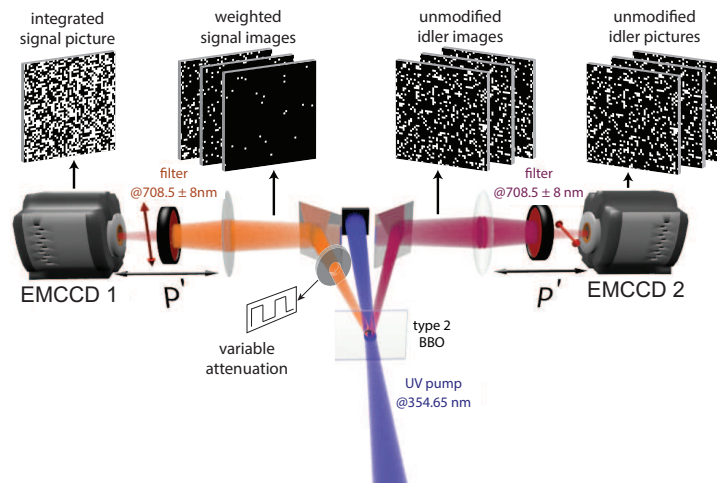 integrated
signal picture
weighted
signal images
unmodified
idler images
unmodified
idler pictures
filter
@708.5 ± 8nm
filter
@708.5 ± 8 nm
EMCCD 1
P'
P'
EMCCD 2
variable
attenuation
type 2
BBO
UV pump
@354.65 nm